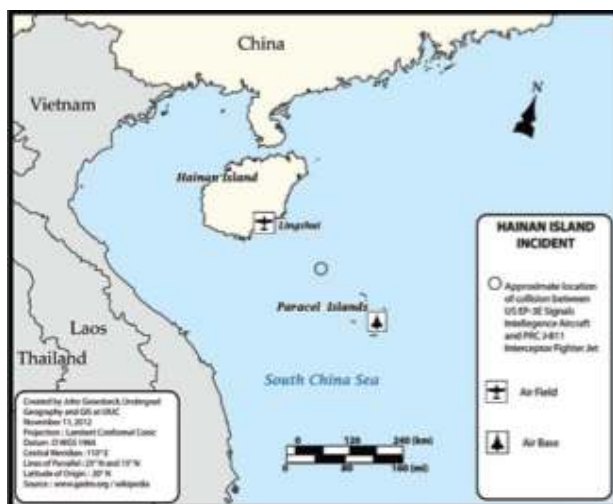 China
Vietnam
N
Hainan Island
Lingshui
HAINAN ISLAND
INCIDENT
Approximate location
of collision between
US EP-3E Signals
Intellegence Aircraft
and PRC J-811
Interceptor Fighter Jet
Paracel Islands
Laos
Thailand
South China Sea
Air Field
Air Base
Created by John
Undergrad
Geography and GIS at UIUC
November 11, 2012
Projection : Lambert Conformal Conic
Datum : D WGS 1984
Central Meridian : 110° E
Lines of Parallel : 25° N and 15° N
Latitude of Origin : 20° N
Source : www.gadm.org / wikipedia
0 120 240 (km)
0 80 160 (mi)